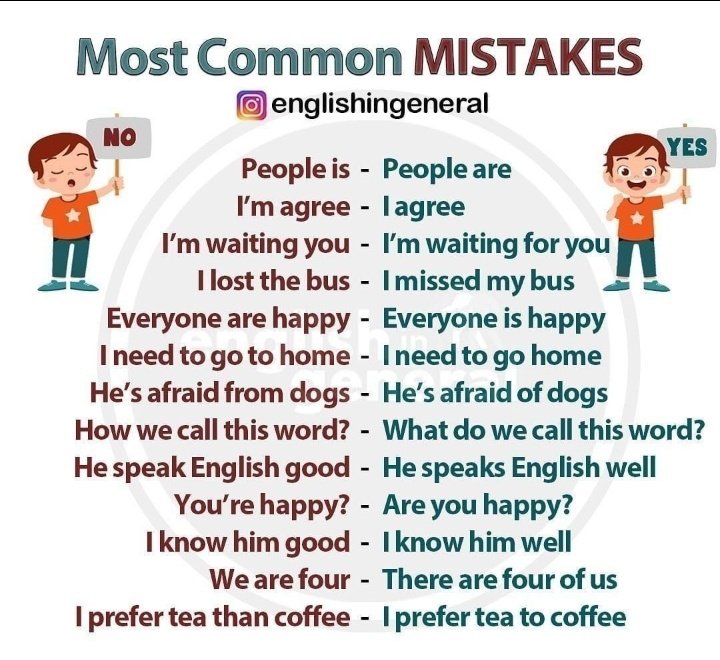 Most Common MISTAKES
englishingeneral
NO
YES
People is - People are
I'm agree - I agree
I'm waiting you - I'm waiting for you
I lost the bus - I missed my bus
Everyone are happy - Everyone is happy
I need to go to home - I need to go home
He's afraid from dogs - He's afraid of dogs
How we call this word? - What do we call this word?
He speak English good - He speaks English well
You're happy? - Are you happy?
I know him good - I know him well
We are four - There are four of us
I prefer tea than coffee - I prefer tea to coffee
english in
general